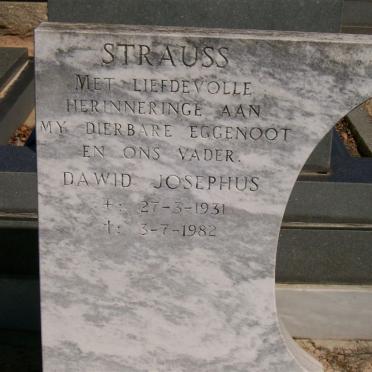 STRAUSS
MET LIEFDEVOLLE
HERINNERINGE AAN
MY DIERBARE EGGENOOT
EN ONS VADER.
DAWID JOSEPHUS
+: 27-3-1931
†: 3-7-1982